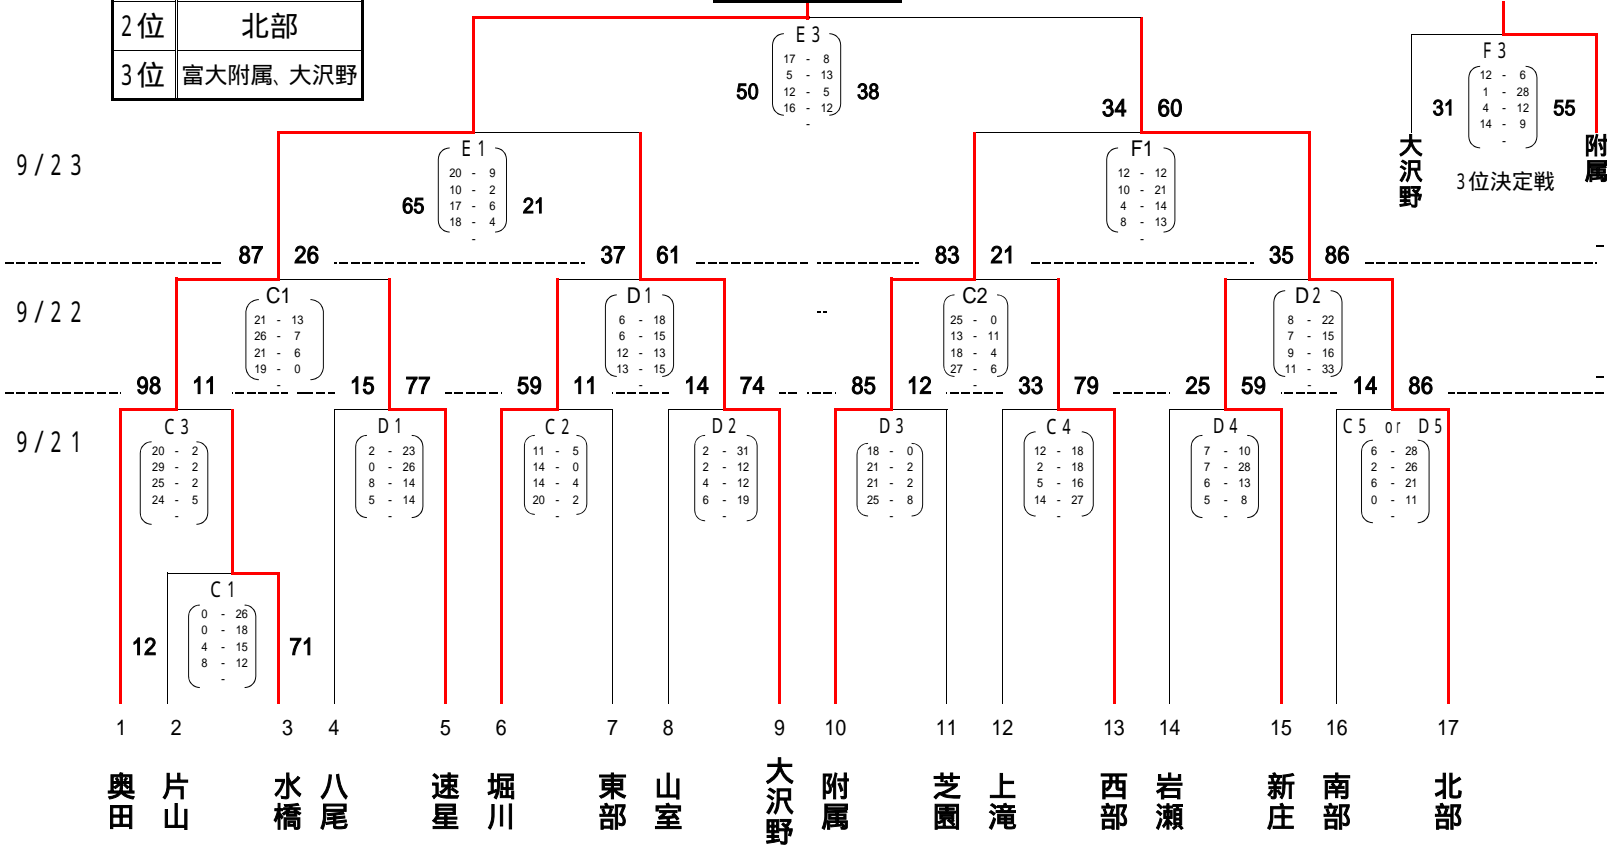 2位 北部
3位 富大附属、大沢野
E3
17 - 8
5 - 13
50 12 - 5 38
16 - 12
-
F3
12 - 6
1 - 28
31 4 - 12 55
14 - 9
-
大沢野 附属
3位決定戦
34 60
9/23
E1
20 - 9
10 - 2
65 17 - 6 21
18 - 4
-
F1
12 - 12
10 - 21
4 - 14
8 - 13
-
87 26 37 61 83 21 35 86
9/22
C1
21 - 13
26 - 7
21 - 6
19 - 0
-
D1
6 - 18
6 - 15
12 - 13
13 - 15
-
C2
25 - 0
13 - 11
18 - 4
27 - 6
-
D2
8 - 22
7 - 15
9 - 16
11 - 33
-
98 11 15 77 59 11 14 74 85 12 33 79 25 59 14 86
9/21
C3
20 - 2
29 - 2
25 - 2
24 - 5
-
D1
2 - 23
0 - 26
8 - 14
5 - 14
-
C2
11 - 5
14 - 0
14 - 4
20 - 2
-
D2
2 - 31
2 - 12
4 - 12
6 - 19
-
D3
18 - 0
21 - 2
21 - 2
25 - 8
-
C4
12 - 18
2 - 18
5 - 16
14 - 27
-
D4
7 - 10
7 - 28
6 - 13
5 - 8
-
C5 or D5
6 - 28
2 - 26
6 - 21
0 - 11
-
C1
0 - 26
0 - 18
12 4 - 15 71
8 - 12
-
1 2 3 4 5 6 7 8 9 10 11 12 13 14 15 16 17
奥田 片山 水橋 八尾 速星 堀川 東部 山室 大沢野 附属 芝園 上滝 西部 岩瀬 新庄 南部 北部